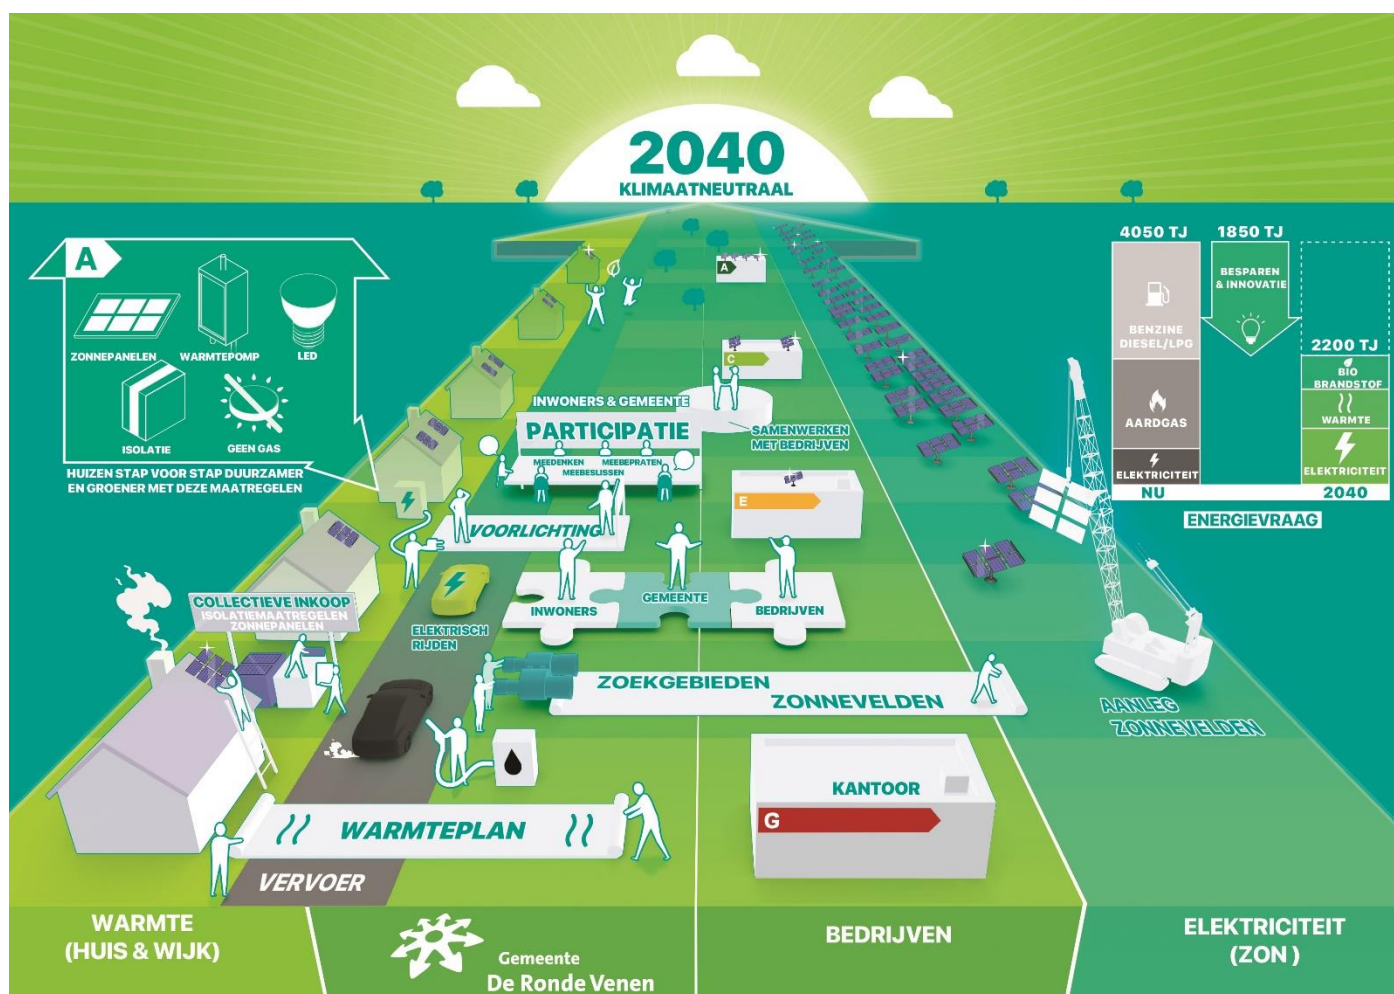 2040
KLIMAATNEUTRAAL
A
ZONNEPANELEN
WARMTEPOMP
LED
ISOLATIE
GEEN GAS
HUIZEN STAP VOOR STAP DUURZAMER
EN GROENER MET DEZE MAATREGELEN
4050 TJ
BENZINE
DIESEL/LPG
AARDGAS
ELEKTRICITEIT
NU
1850 TJ
BESPAREN
& INNOVATIE
2200 TJ
BIO
BRANDSTOF
WARMTE
ELEKTRICITEIT
2040
ENERGIEVRAAG
A
C
INWONERS & GEMEENTE
PARTICIPATIE
MEEDENKEN
MEEBEPRATEN
MEEBESLISSEN
SAMENWERKEN
MET BEDRIJVEN
E
VOORLICHTING
INWONERS
GEMEENTE
BEDRIJVEN
COLLECTIEVE INKOOP
ISOLATIEMAATREGELEN
ZONNEPANELEN
ELEKTRISCH
RIJDEN
ZOEKGEBIEDEN
ZONNEVELDEN
AANLEG
ZONNEVELDEN
KANTOOR
G
WARMTEPLAN
VERVOER
WARMTE
(HUIS & WIJK)
Gemeente
De Ronde Venen
BEDRIJVEN
ELEKTRICITEIT
(ZON )